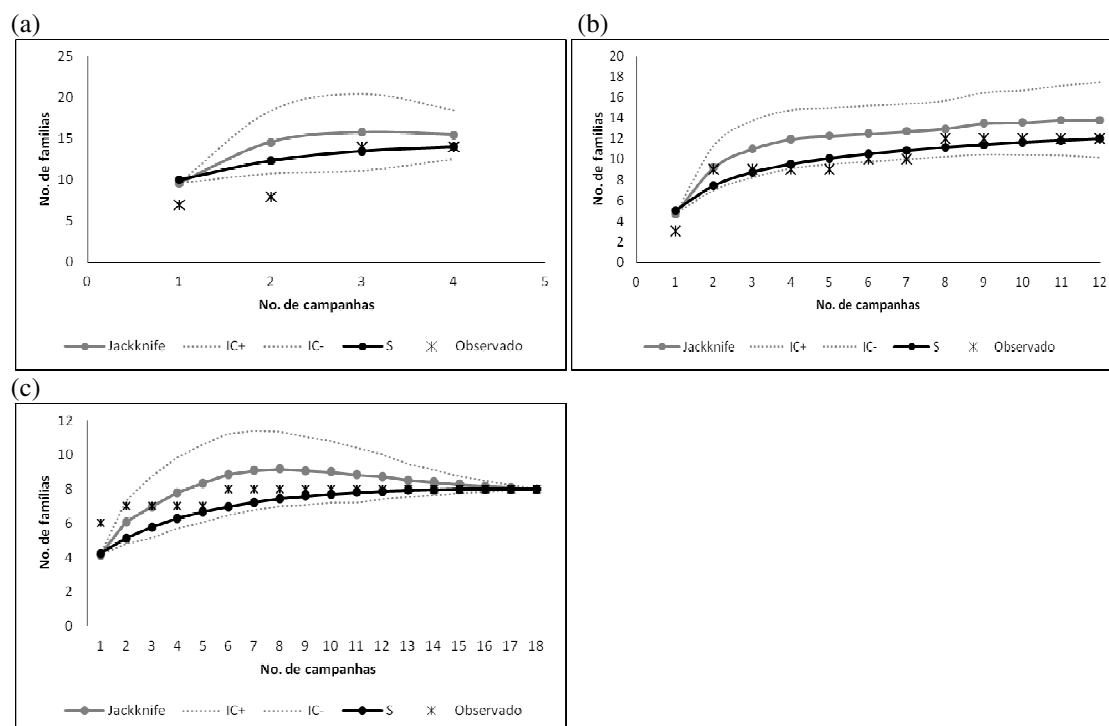 (a)
25
20
15
10
5
0
No. de famílias
0 1 2 3 4 5
No. de campanhas
Jackknife IC+ IC- S Observado
(b)
20
18
16
14
12
10
8
6
4
2
0
No. de famílias
0 1 2 3 4 5 6 7 8 9 10 11 12
No. de campanhas
Jackknife IC+ IC- S Observado
(c)
12
10
8
6
4
2
0
No. de famílias
1 2 3 4 5 6 7 8 9 10 11 12 13 14 15 16 17 18
No. de campanhas
Jackknife IC+ IC- S Observado